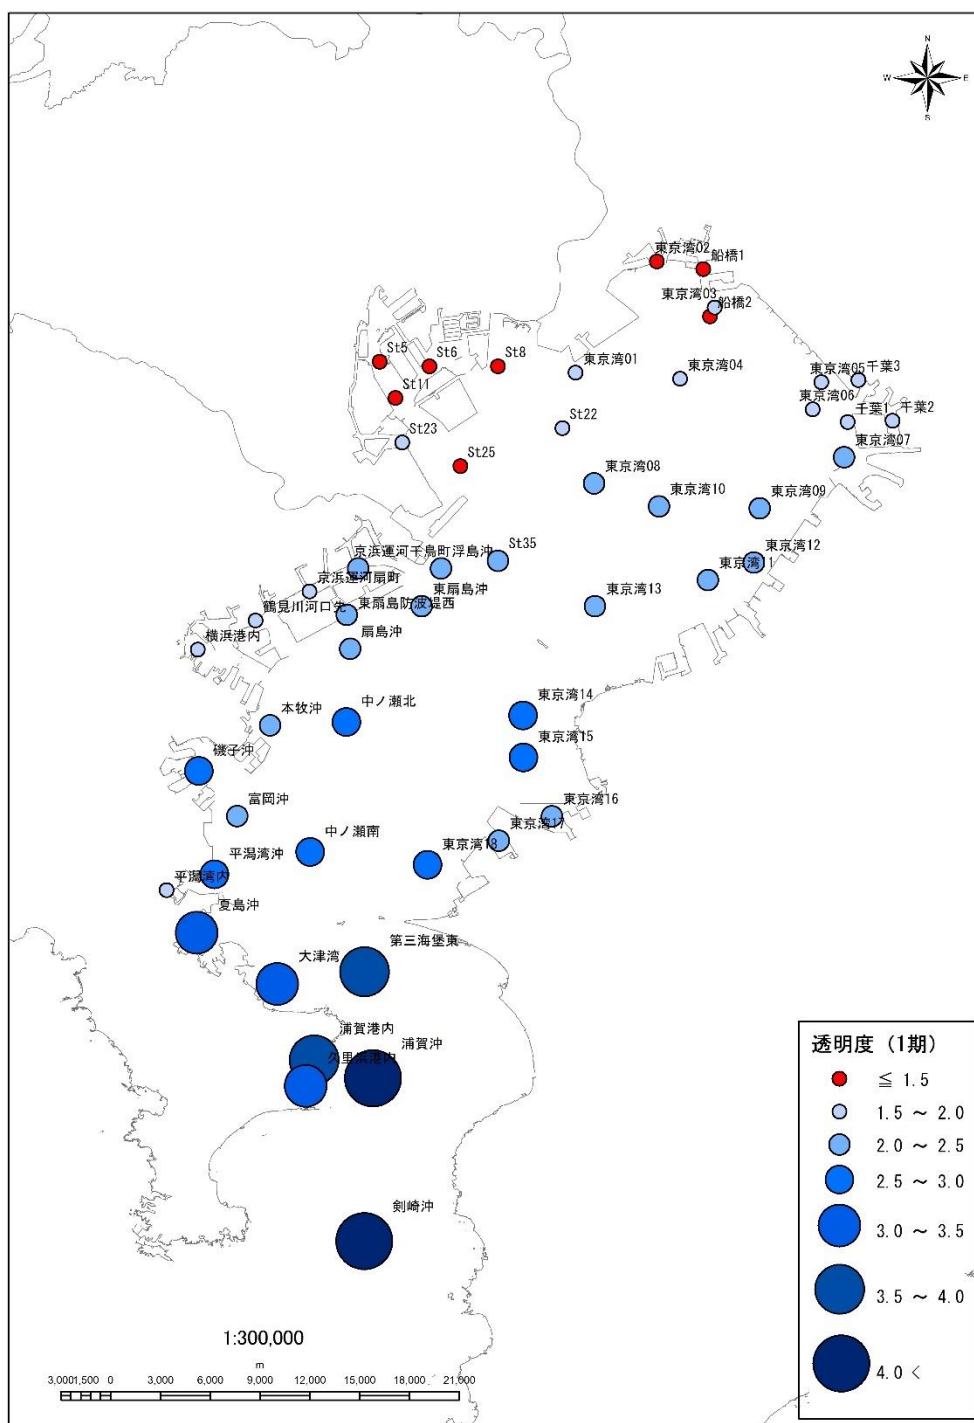 N
W
E
S
東京湾02
船橋1
東京湾03
船橋2
St5
St6
St8
東京湾01
東京湾04
東京湾05
千葉3
St11
東京湾06
千葉1
千葉2
St23
St22
東京湾07
St25
東京湾08
東京湾10
東京湾09
St35
京浜運河千鳥町
浮島沖
東京湾12
東京湾11
京浜運河扇町
東扇島沖
鶴見川河口先
東扇島防波堤西
東京湾13
横浜港内
扇島沖
本牧沖
中ノ瀬北
東京湾14
磯子沖
東京湾15
富岡沖
東京湾16
東京湾17
中ノ瀬南
平潟湾沖
東京湾18
平潟湾内
夏島沖
第三海堡東
大津湾
浦賀港内
浦賀沖
久里浜港内
剣崎沖
透明度（1期）
≦ 1.5
1.5 ～ 2.0
2.0 ～ 2.5
2.5 ～ 3.0
3.0 ～ 3.5
3.5 ～ 4.0
4.0 <
1:300,000
m
3,000 1,500 0 3,000 6,000 9,000 12,000 15,000 18,000 21,000